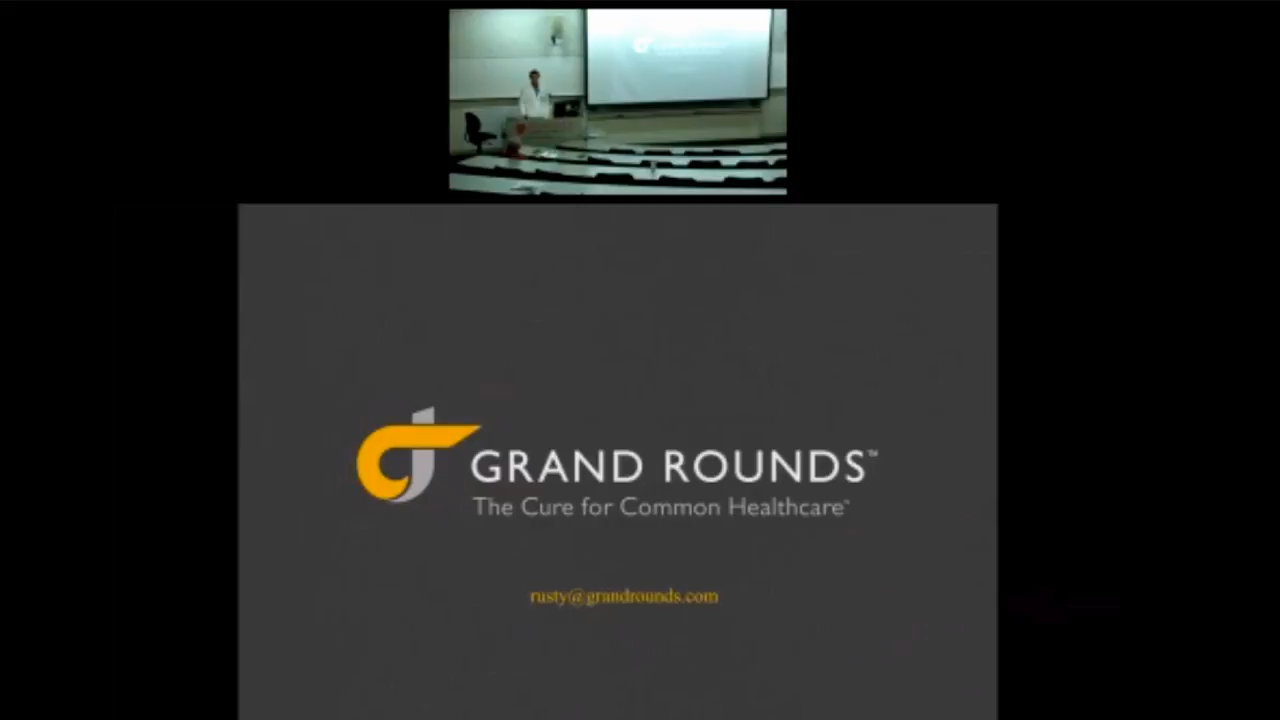 GRAND ROUNDS™
The Cure for Common Healthcare™
rusty@grandrounds.com